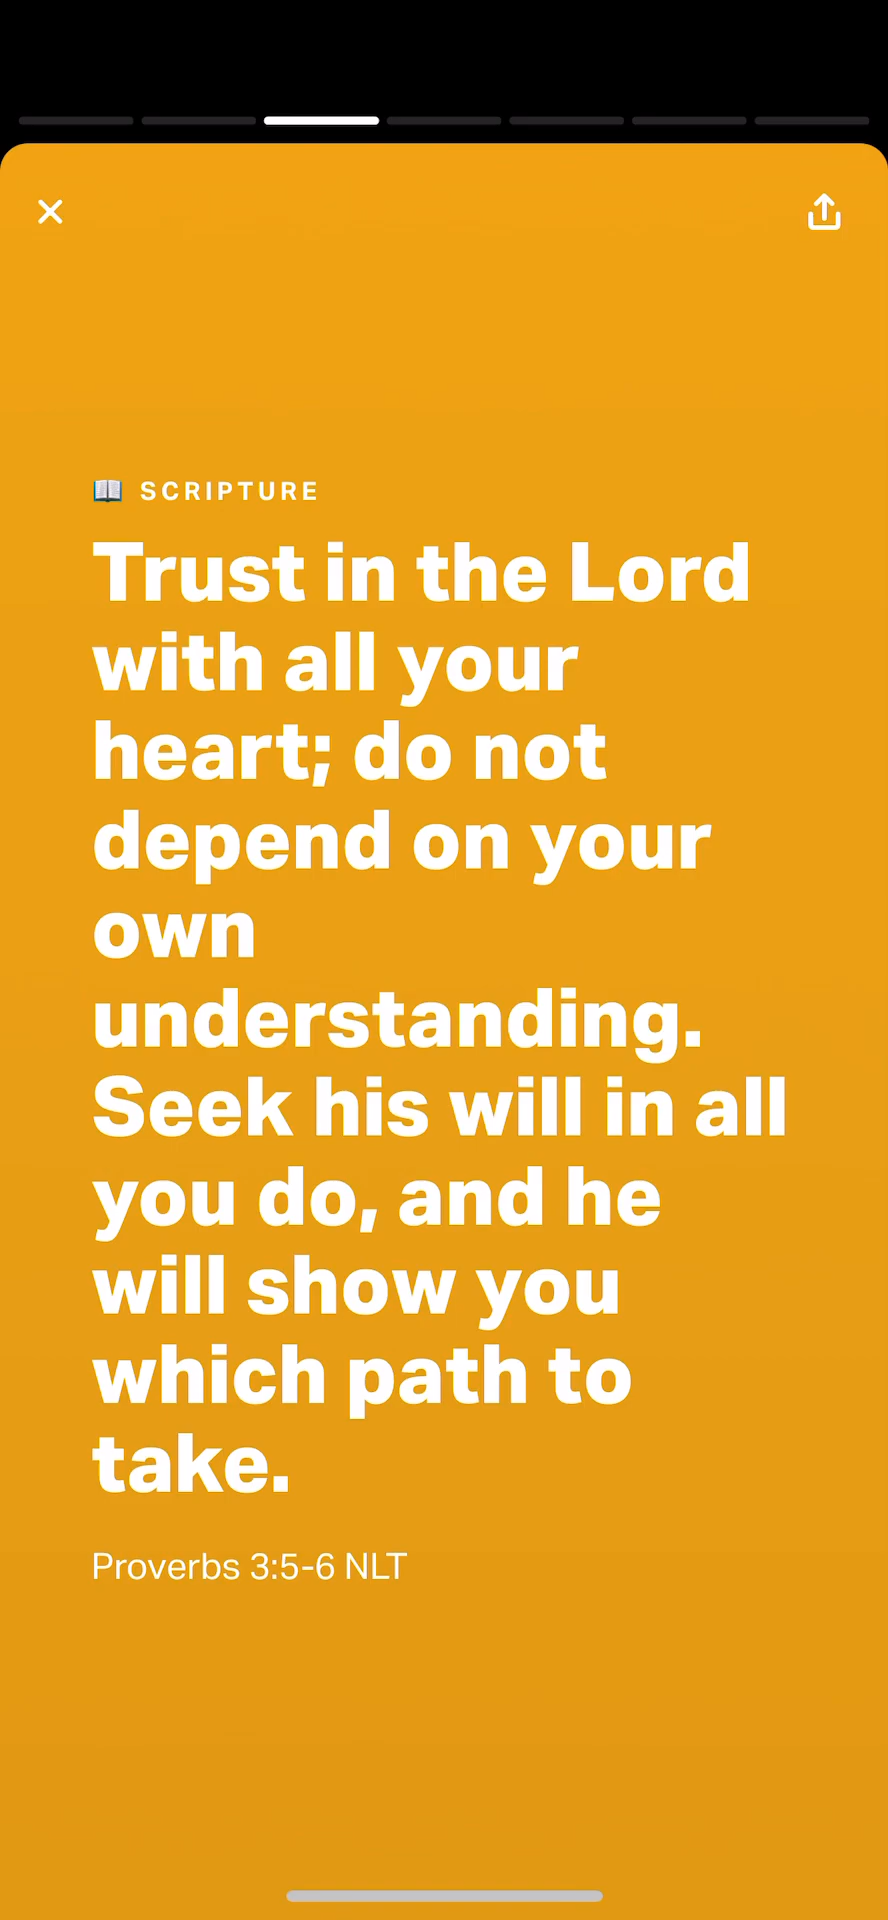 SCRIPTURE
Trust in the Lord
with all your
heart; do not
depend on your
own
understanding.
Seek his will in all
you do, and he
will show you
which path to
take.
Proverbs 3:5-6 NLT